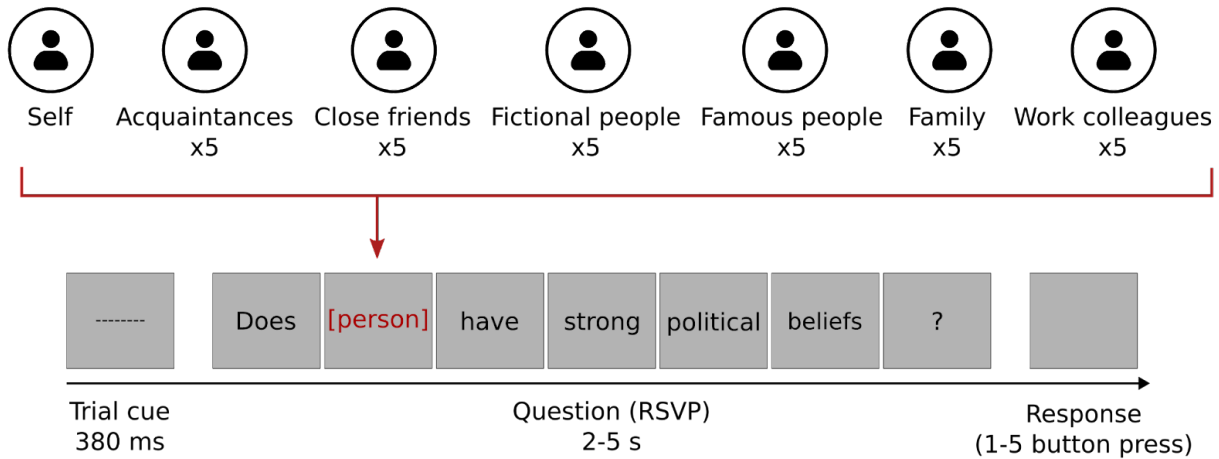 Self Acquaintances Close friends Fictional people Famous people Family Work colleagues
x5 x5 x5 x5 x5 x5
-------- Does [person] have strong political beliefs ?
Trial cue Question (RSVP) Response
380 ms 2-5 s (1-5 button press)